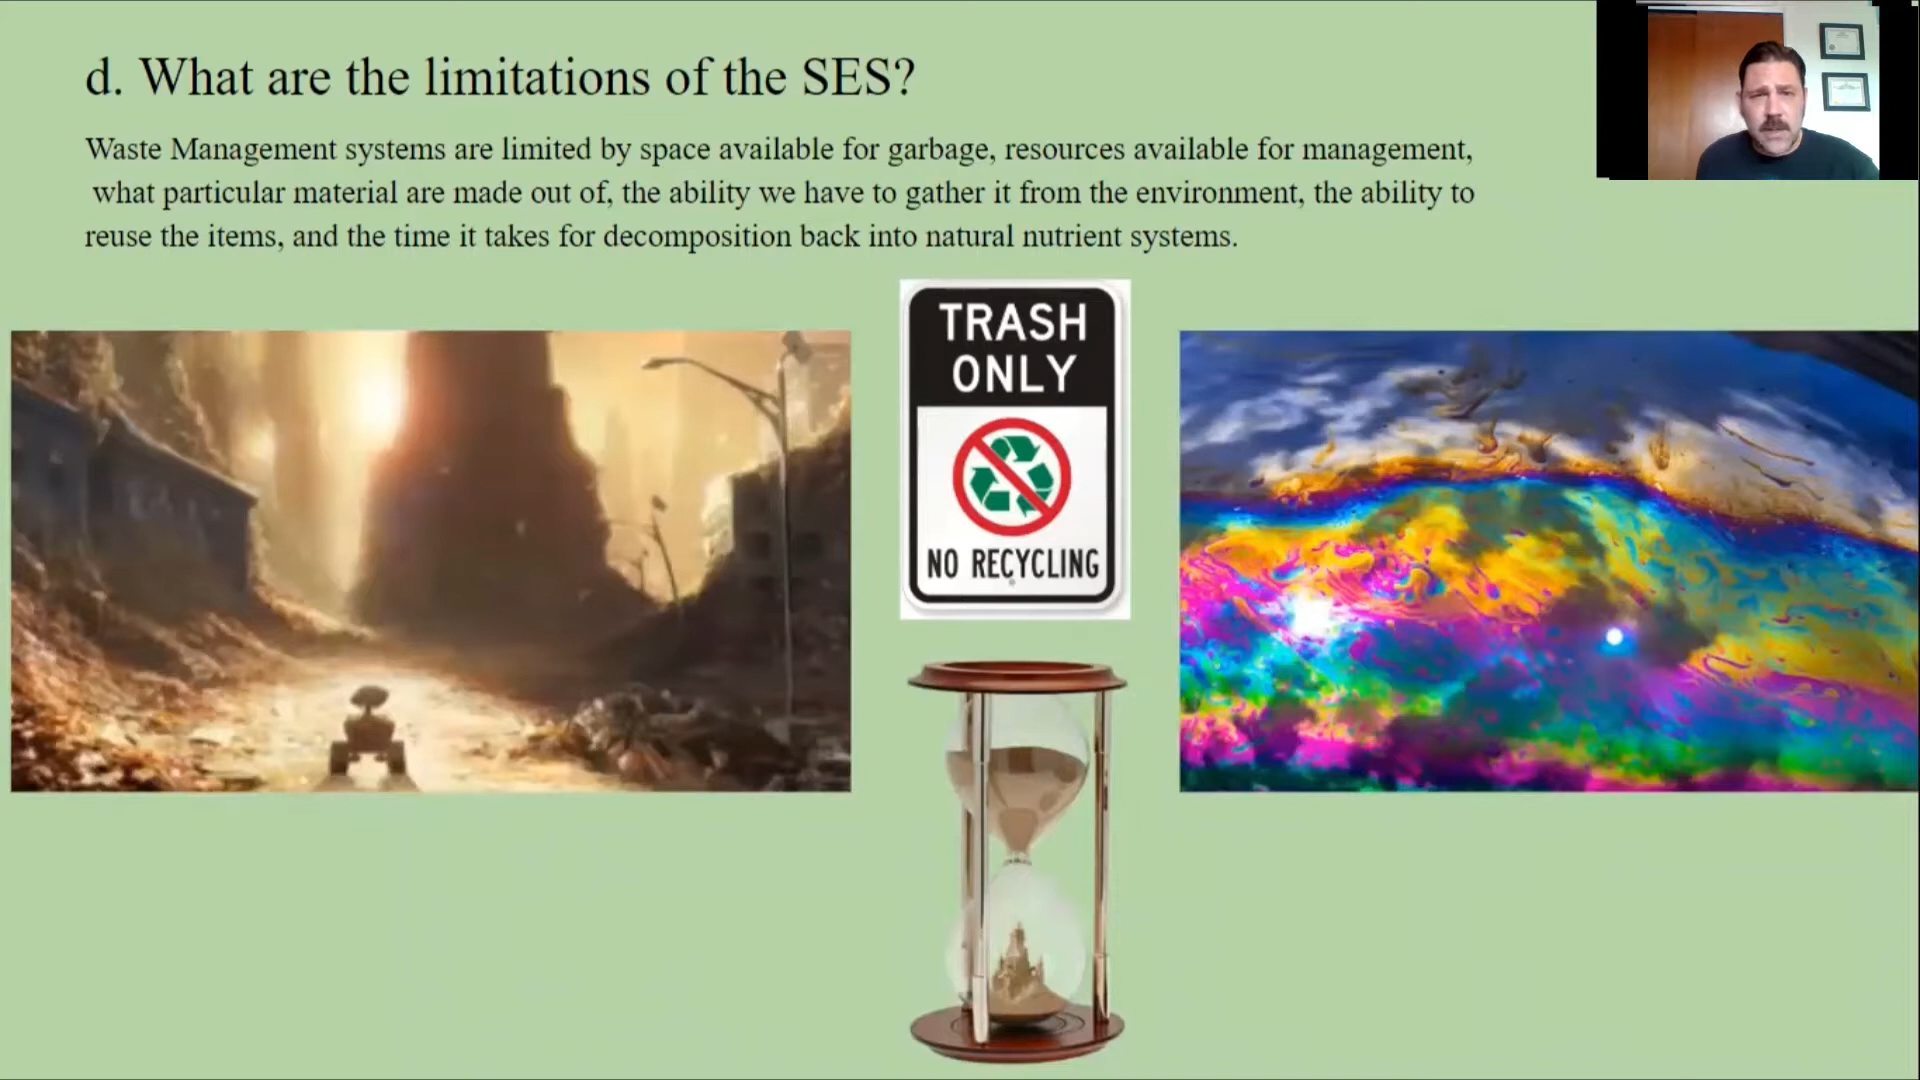 d. What are the limitations of the SES?
Waste Management systems are limited by space available for garbage, resources available for management,
what particular material are made out of, the ability we have to gather it from the environment, the ability to
reuse the items, and the time it takes for decomposition back into natural nutrient systems.
TRASH
ONLY
NO RECYCLING